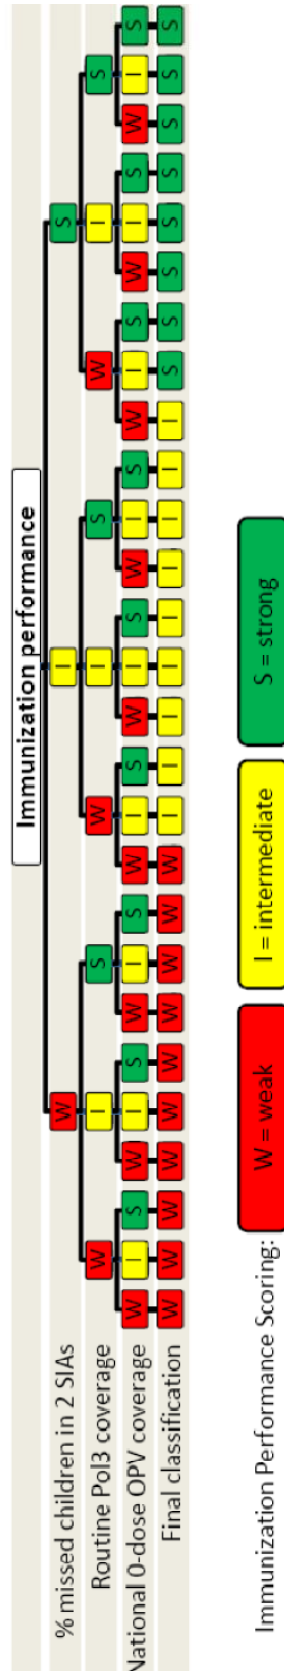 Immunization performance
% missed children in 2 SIAs W I S
Routine Pol3 coverage W I S W I S W I S
National 0-dose OPV coverage W I S W I S W I S W I S W I S W I S W I S W I S W I S
Final classification W W W W W W W W W W I I I I I I I I I S S S S S S S S
Immunization Performance Scoring: W = weak I = intermediate S = strong